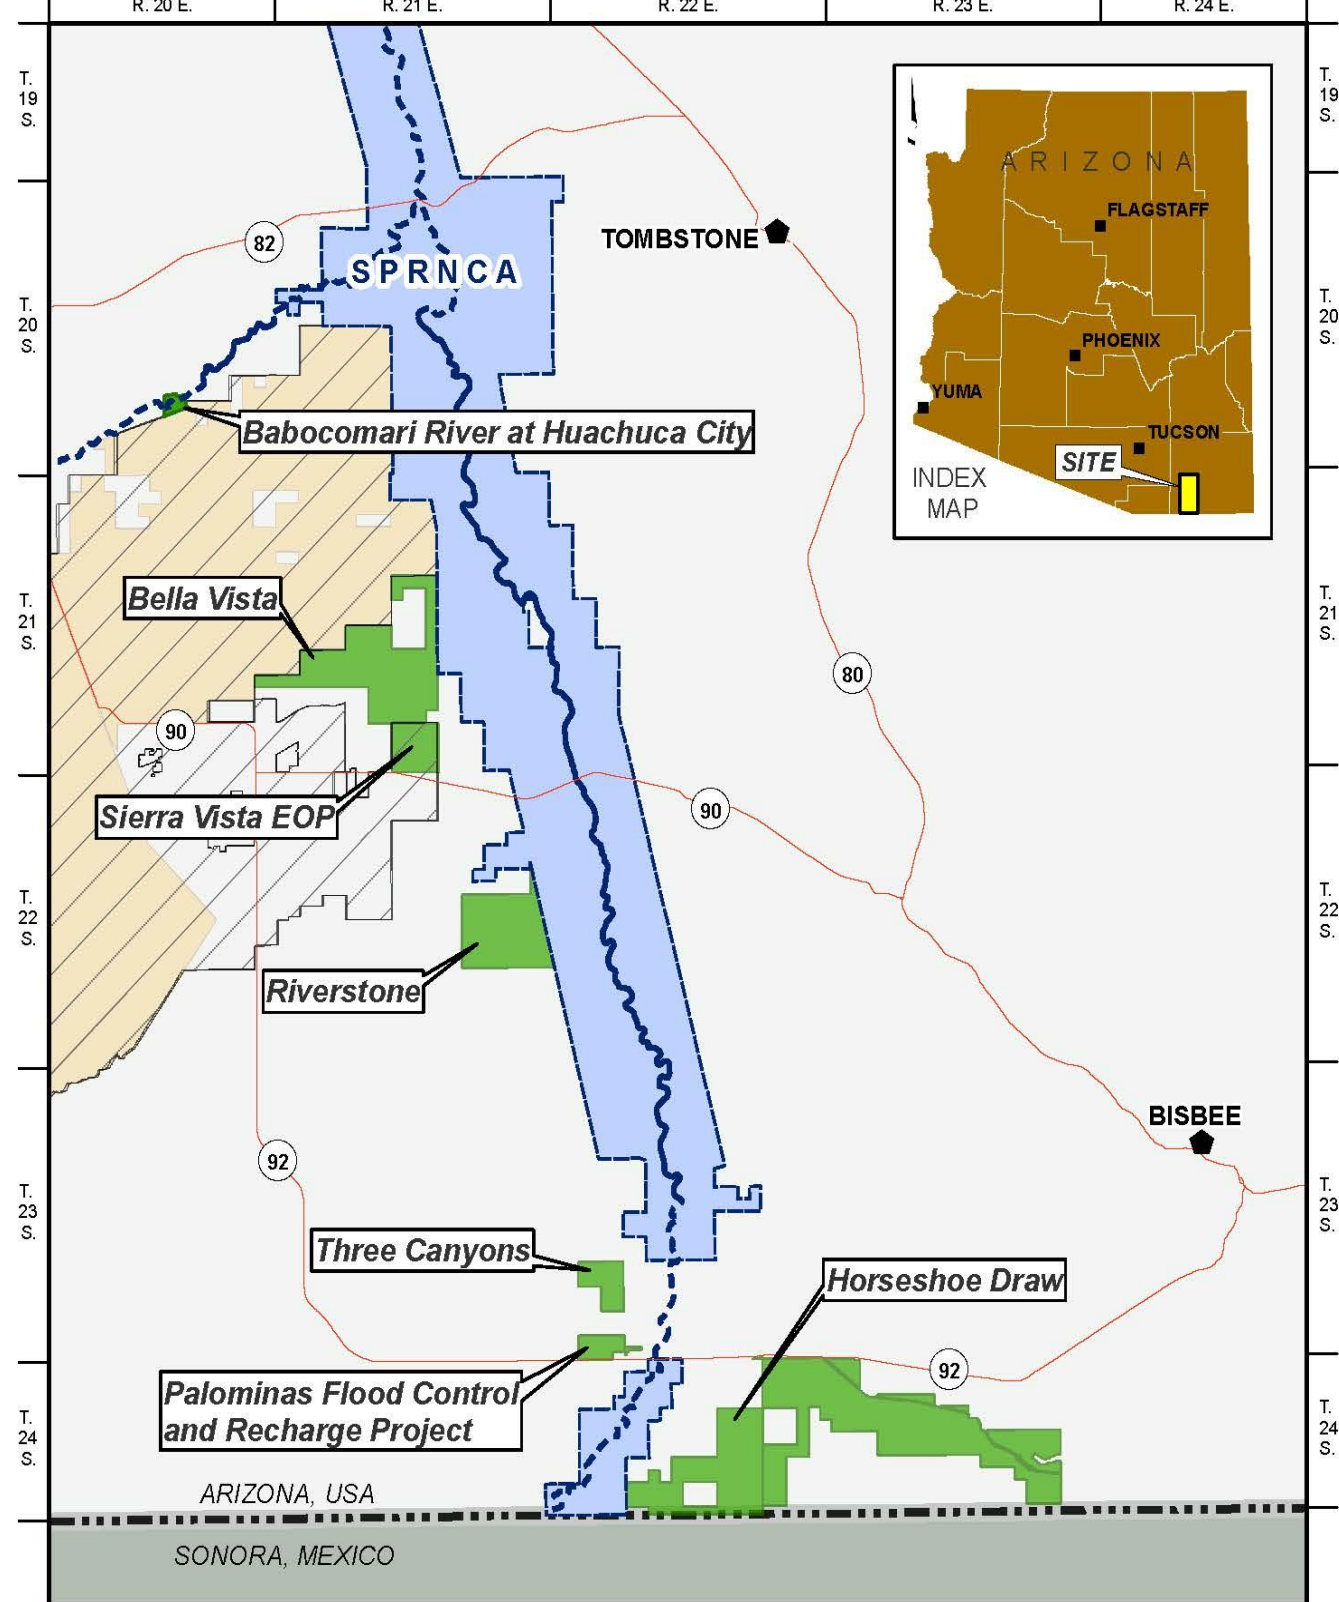 R. 20 E.
R. 21 E.
R. 22 E.
R. 23 E.
R. 24 E.
T.
19
S.
T.
19
S.
ARIZONA
FLAGSTAFF
PHOENIX
YUMA
TUCSON
SITE
INDEX
MAP
82
TOMBSTONE
SPRNCA
T.
20
S.
T.
20
S.
Babocomari River at Huachuca City
Bella Vista
T.
21
S.
T.
21
S.
80
90
Sierra Vista EOP
90
T.
22
S.
T.
22
S.
Riverstone
BISBEE
92
T.
23
S.
T.
23
S.
Three Canyons
Horseshoe Draw
92
Palominas Flood Control
and Recharge Project
T.
24
S.
T.
24
S.
ARIZONA, USA
SONORA, MEXICO